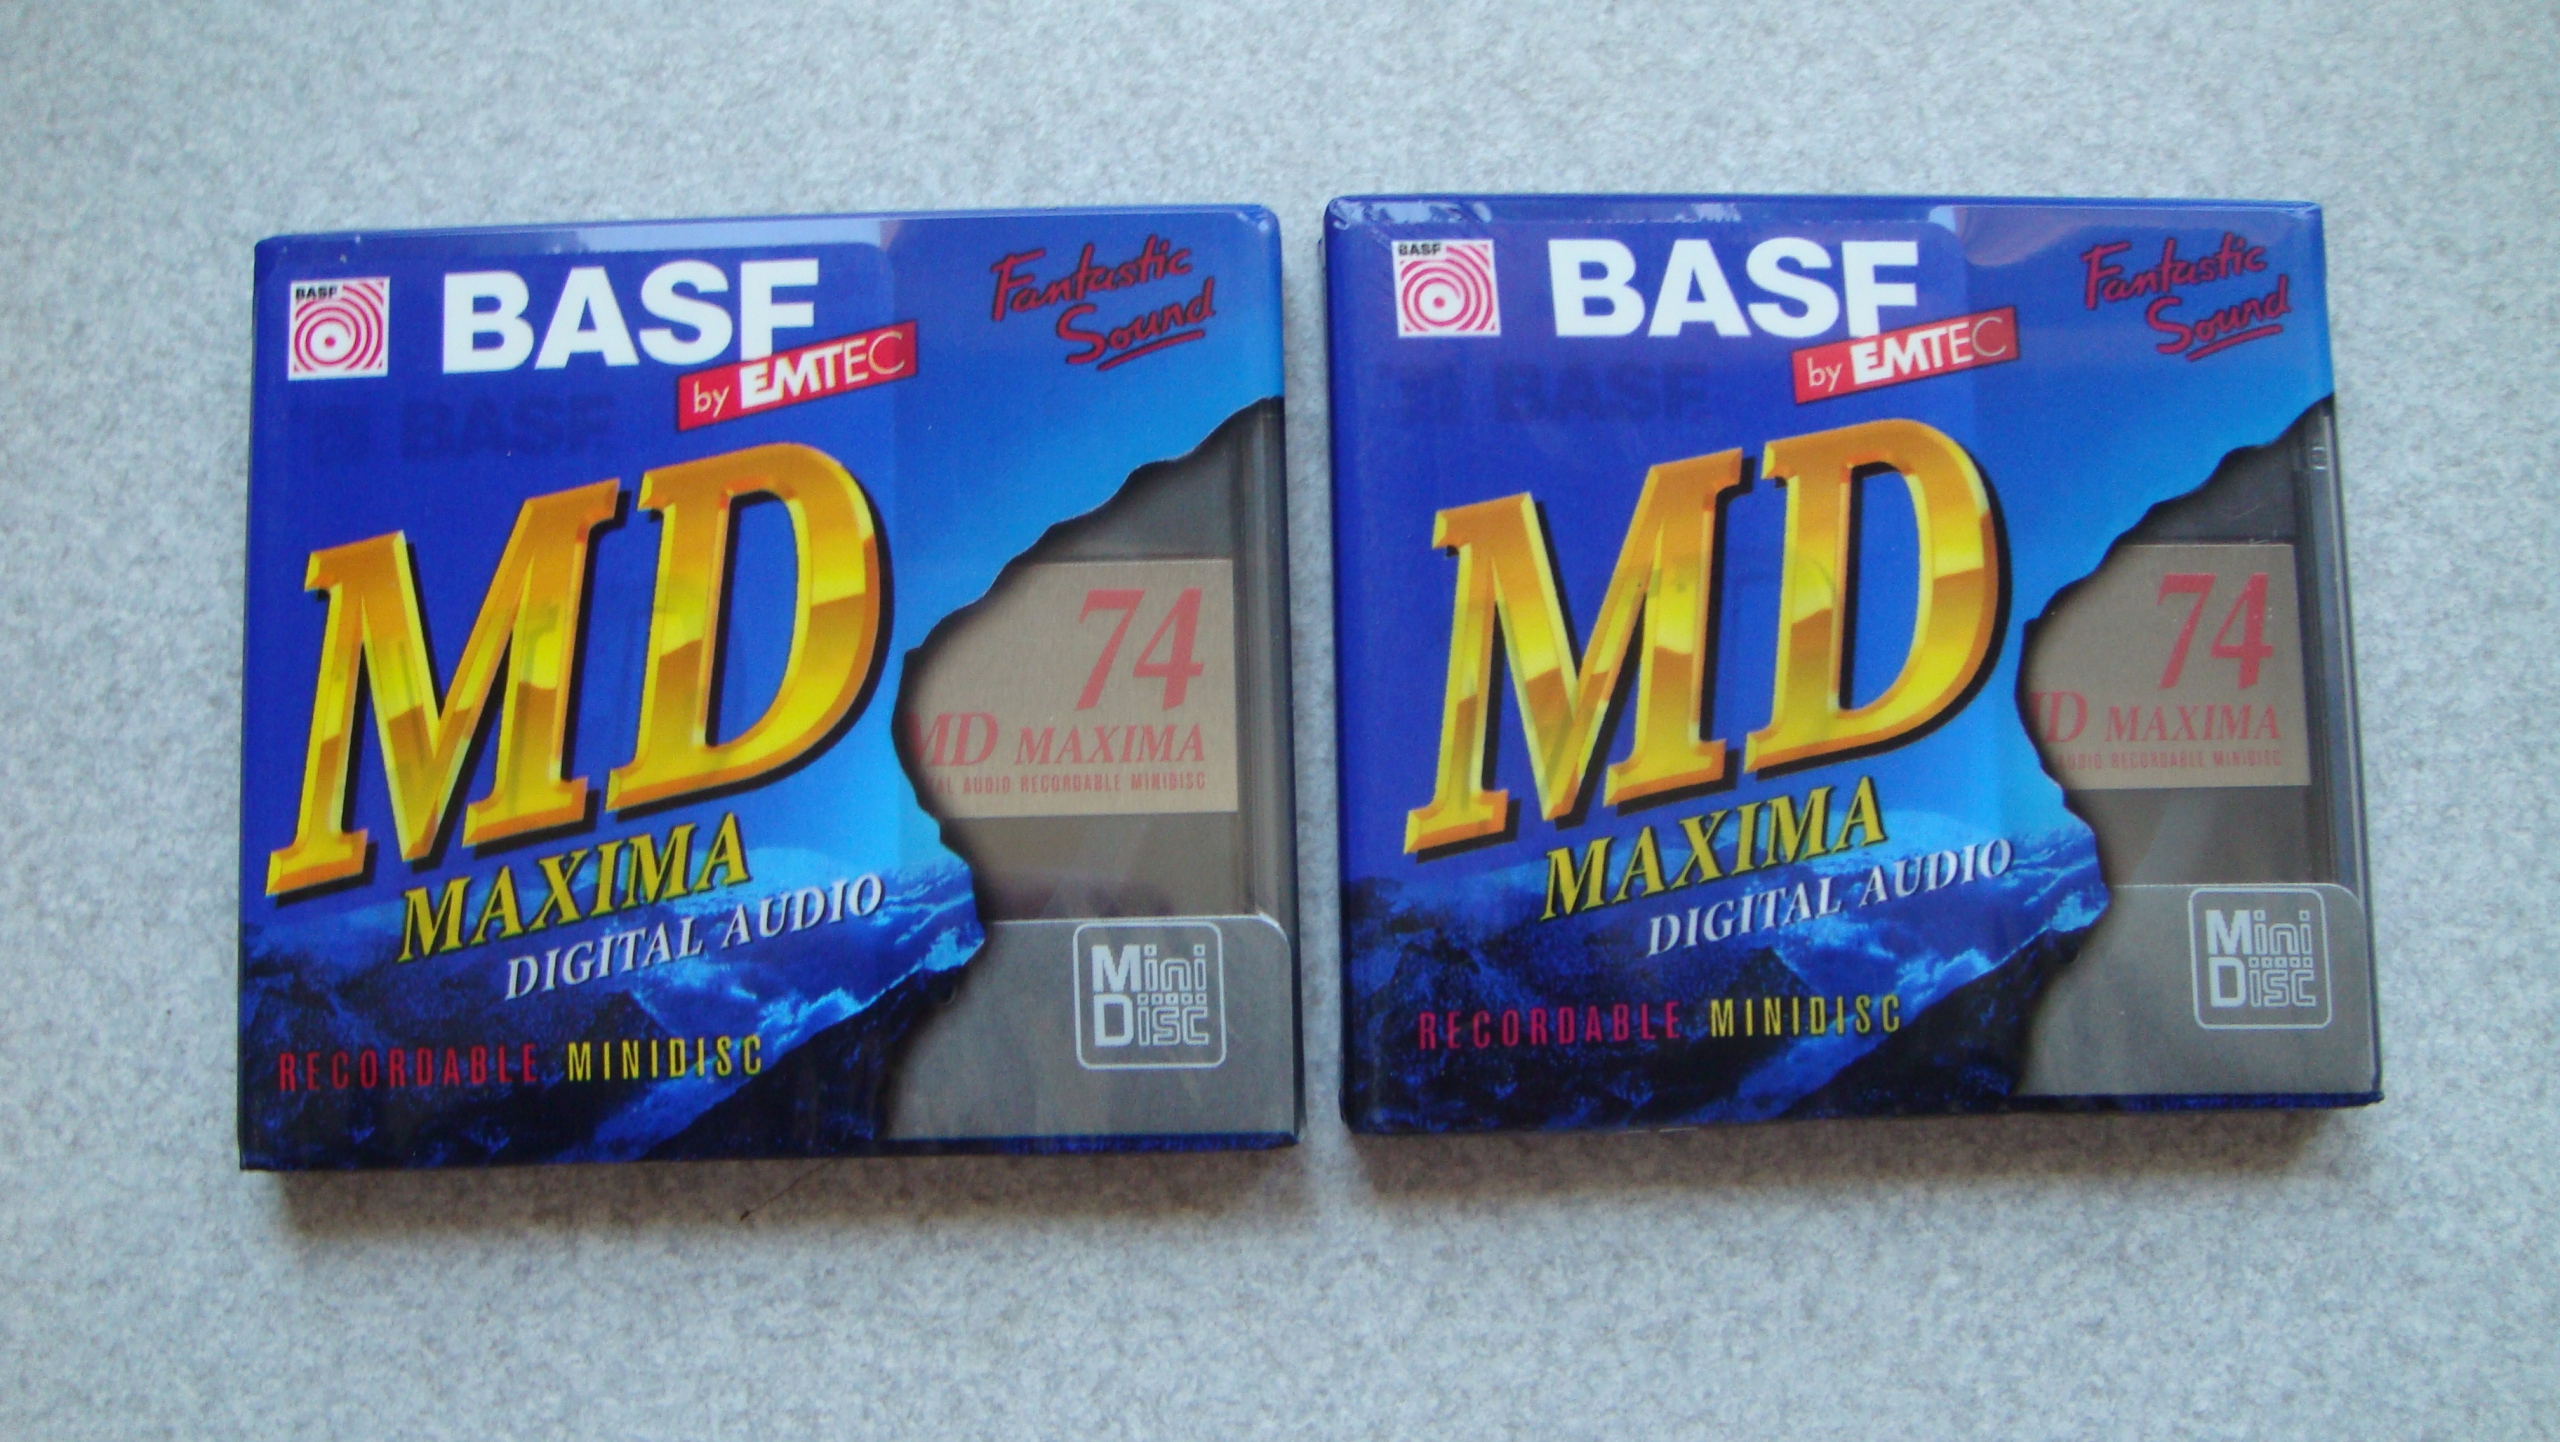 BASF
BASF
by EMTEC
Fantastic
Sound
MD
MAXIMA
DIGITAL AUDIO
RECORDABLE MINIDISC
74
MD MAXIMA
AUDIO RECORDABLE MINIDISC
Mini
Disc
BASF
BASF
by EMTEC
Fantastic
Sound
MD
MAXIMA
DIGITAL AUDIO
RECORDABLE MINIDISC
74
D MAXIMA
AUDIO RECORDABLE MINIDISC
Mini
Disc